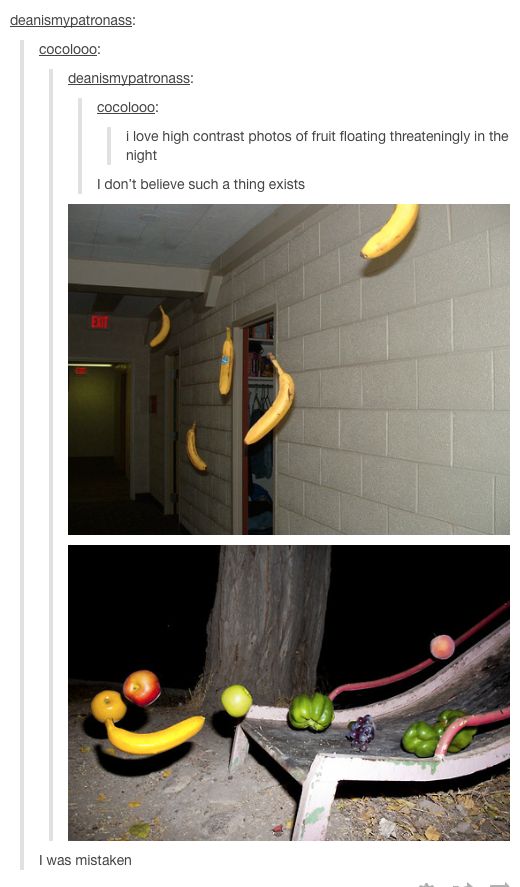 deanismypatronass:
cocolooo:
deanismypatronass:
cocolooo:
i love high contrast photos of fruit floating threateningly in the
night
I don't believe such a thing exists
EXIT
I was mistaken